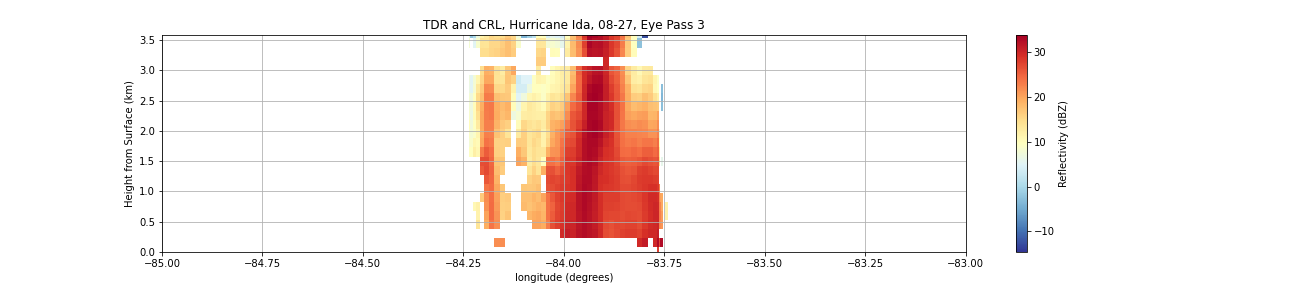 TDR and CRL, Hurricane Ida, 08-27, Eye Pass 3
3.5
3.0
2.5
2.0
1.5
1.0
0.5
0.0
Height from Surface (km)
−85.00 −84.75 −84.50 −84.25 −84.00 −83.75 −83.50 −83.25 −83.00
longitude (degrees)
30
20
10
0
−10
Reflectivity (dBZ)